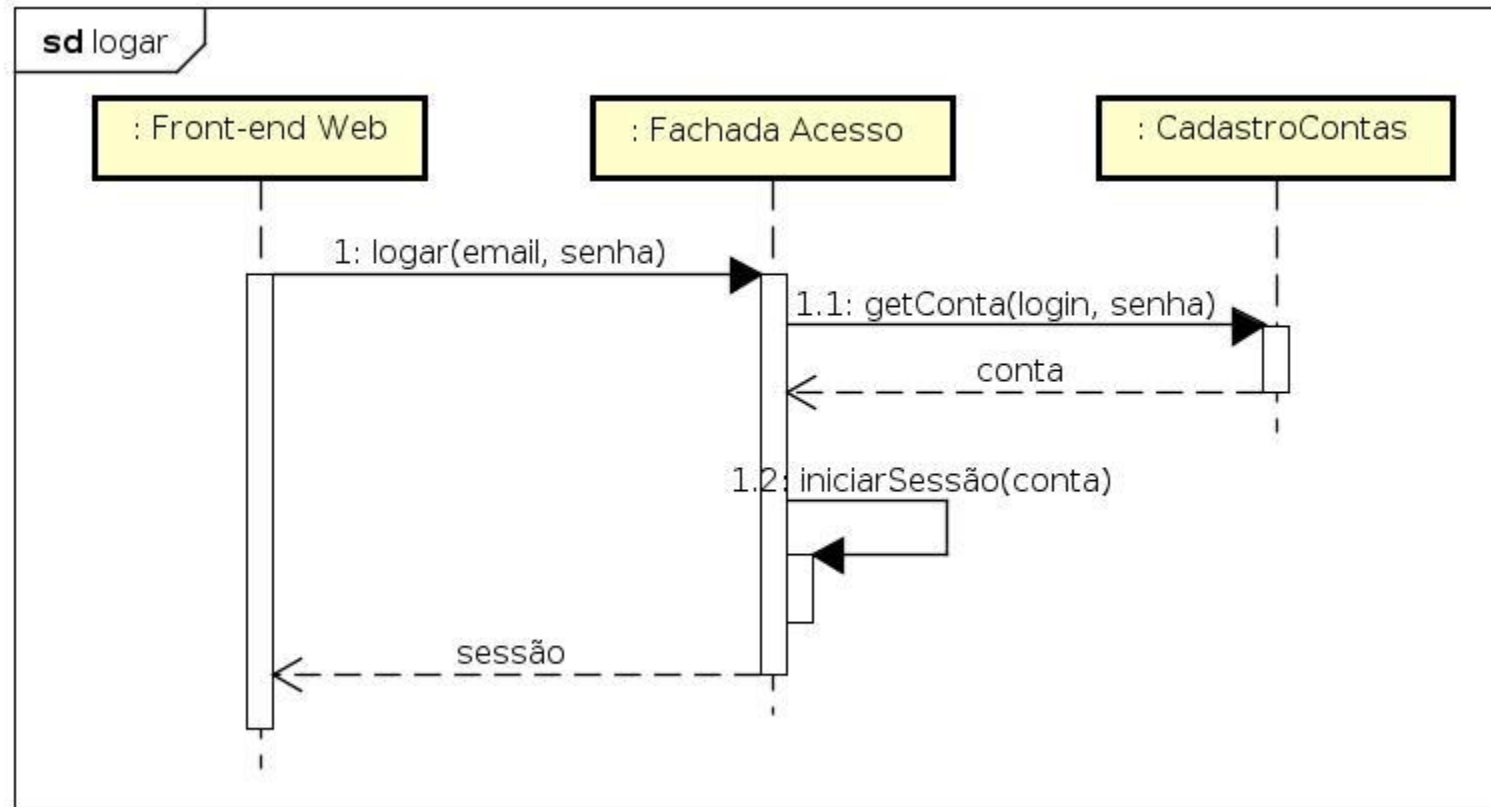 sd logar
: Front-end Web
: Fachada Acesso
: CadastroContas
1: logar(email, senha)
1.1: getConta(login, senha)
conta
1.2: iniciarSessão(conta)
sessão